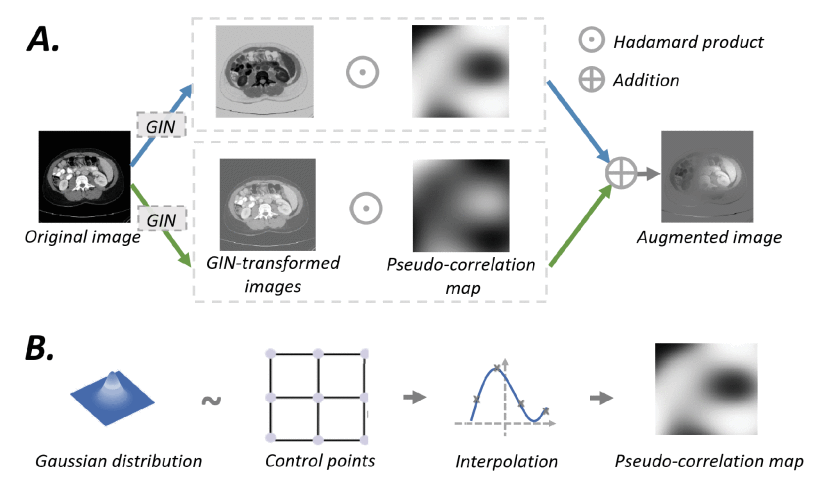 A.
GIN
GIN
Original image
GIN-transformed
images
Pseudo-correlation
map
Hadamard product
Addition
Augmented image
B.
~
Gaussian distribution
Control points
Interpolation
Pseudo-correlation map